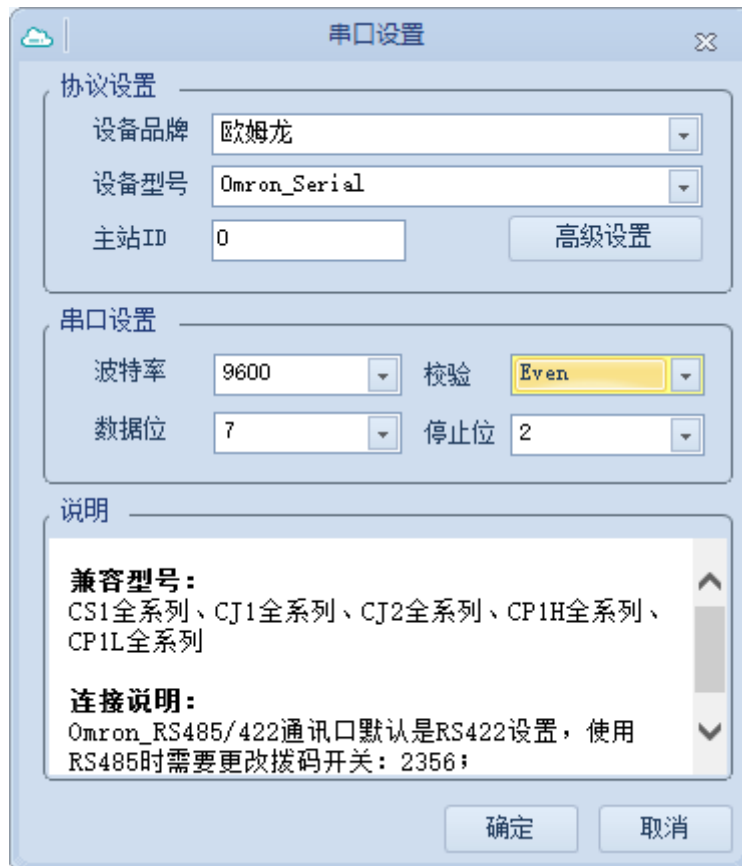 串口设置
协议设置
设备品牌 欧姆龙
设备型号 Omron_Serial
主站ID 0 高级设置
串口设置
波特率 9600 校验 Even
数据位 7 停止位 2
说明
兼容型号：
CS1全系列、CJ1全系列、CJ2全系列、CP1H全系列、
CP1L全系列
连接说明：
Omron_RS485/422通讯口默认是RS422设置，使用
RS485时需要更改拨码开关：2356；
确定 取消